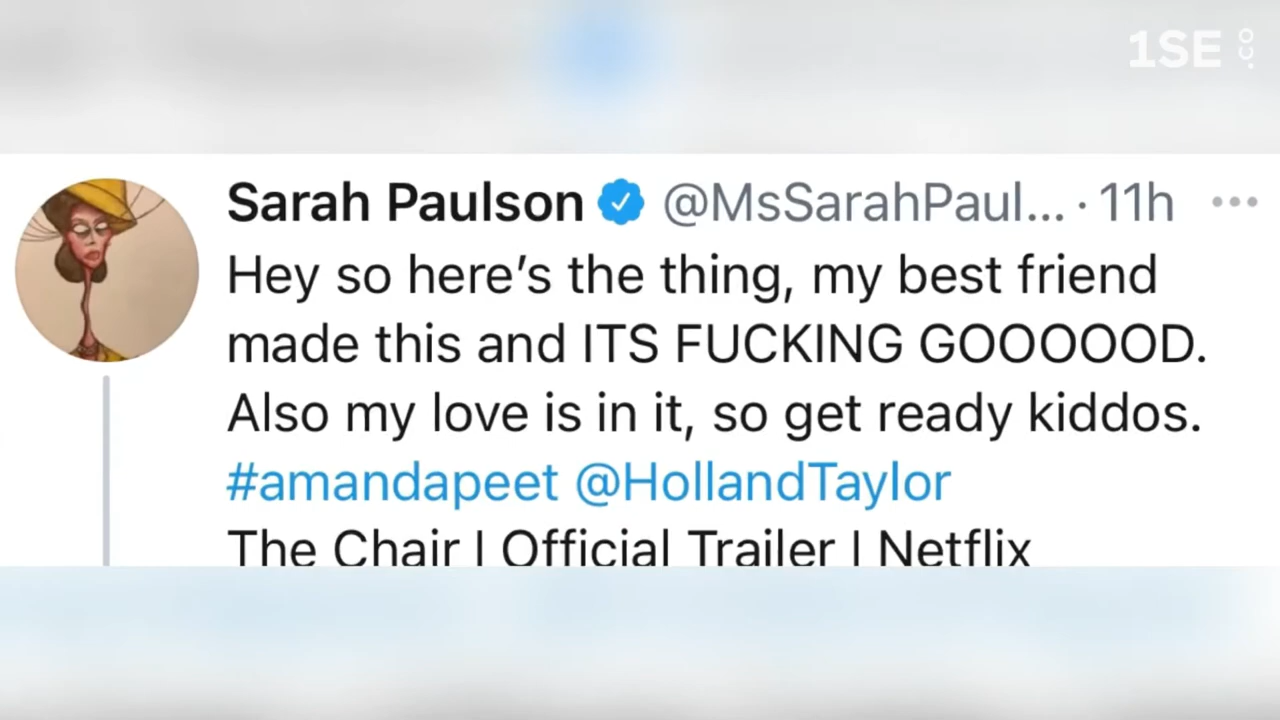 1SE .co
Sarah Paulson @MsSarahPaul... · 11h
Hey so here’s the thing, my best friend
made this and ITS FUCKING GOOOOOD.
Also my love is in it, so get ready kiddos.
#amandapeet @HollandTaylor
The Chair | Official Trailer | Netflix